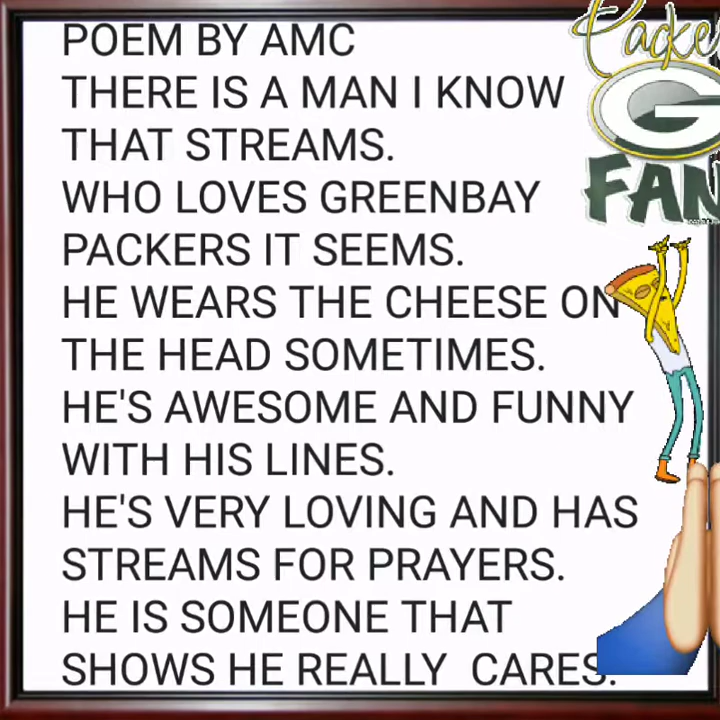 POEM BY AMC
THERE IS A MAN I KNOW
THAT STREAMS.
WHO LOVES GREENBAY
PACKERS IT SEEMS.
HE WEARS THE CHEESE ON
THE HEAD SOMETIMES.
HE'S AWESOME AND FUNNY
WITH HIS LINES.
HE'S VERY LOVING AND HAS
STREAMS FOR PRAYERS.
HE IS SOMEONE THAT
SHOWS HE REALLY  CARES.
Packe
G
FAN